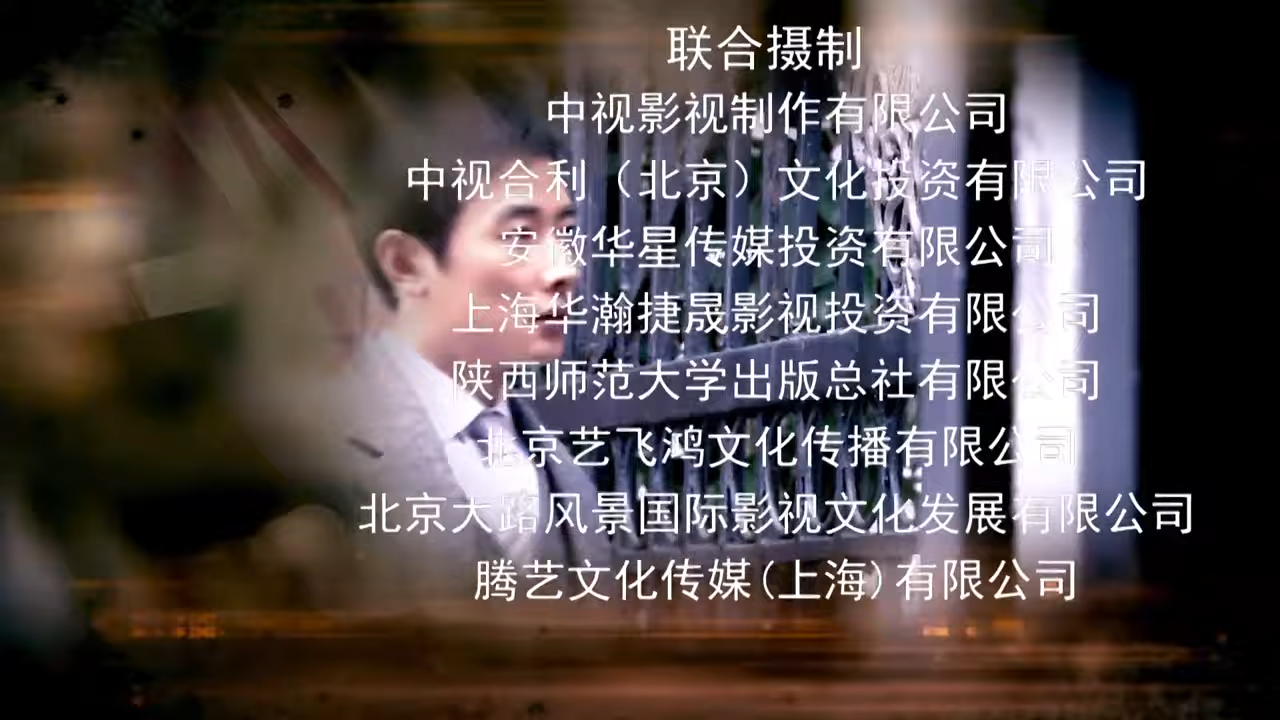 联合摄制
中视影视制作有限公司
中视合利（北京）文化投资有限公司
安徽华星传媒投资有限公司
上海华瀚捷晟影视投资有限公司
陕西师范大学出版总社有限公司
北京艺飞鸿文化传播有限公司
北京大路风景国际影视文化发展有限公司
腾艺文化传媒(上海)有限公司